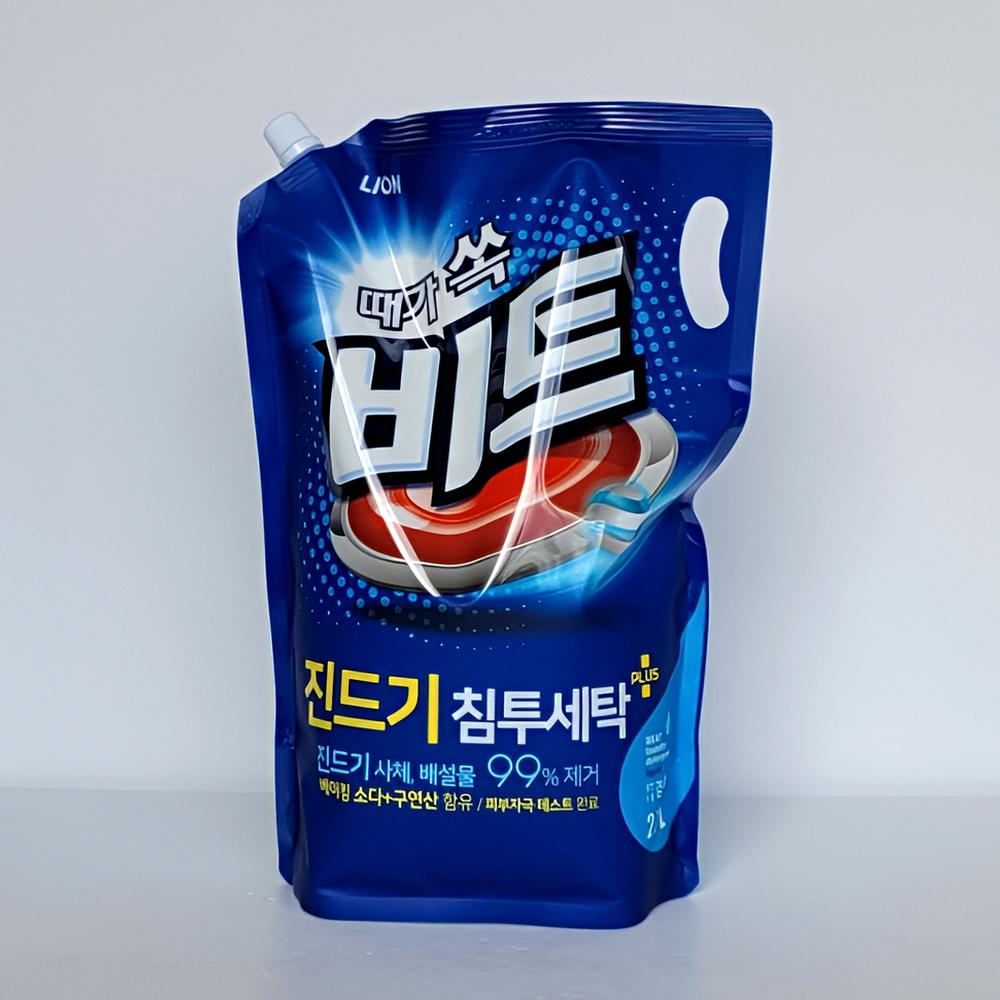 LION
때가 쏙
비트
진드기 침투세탁 PLUS
진드기 사체, 배설물 99% 제거
베이킹 소다+구연산 함유 / 피부자극 테스트 완료